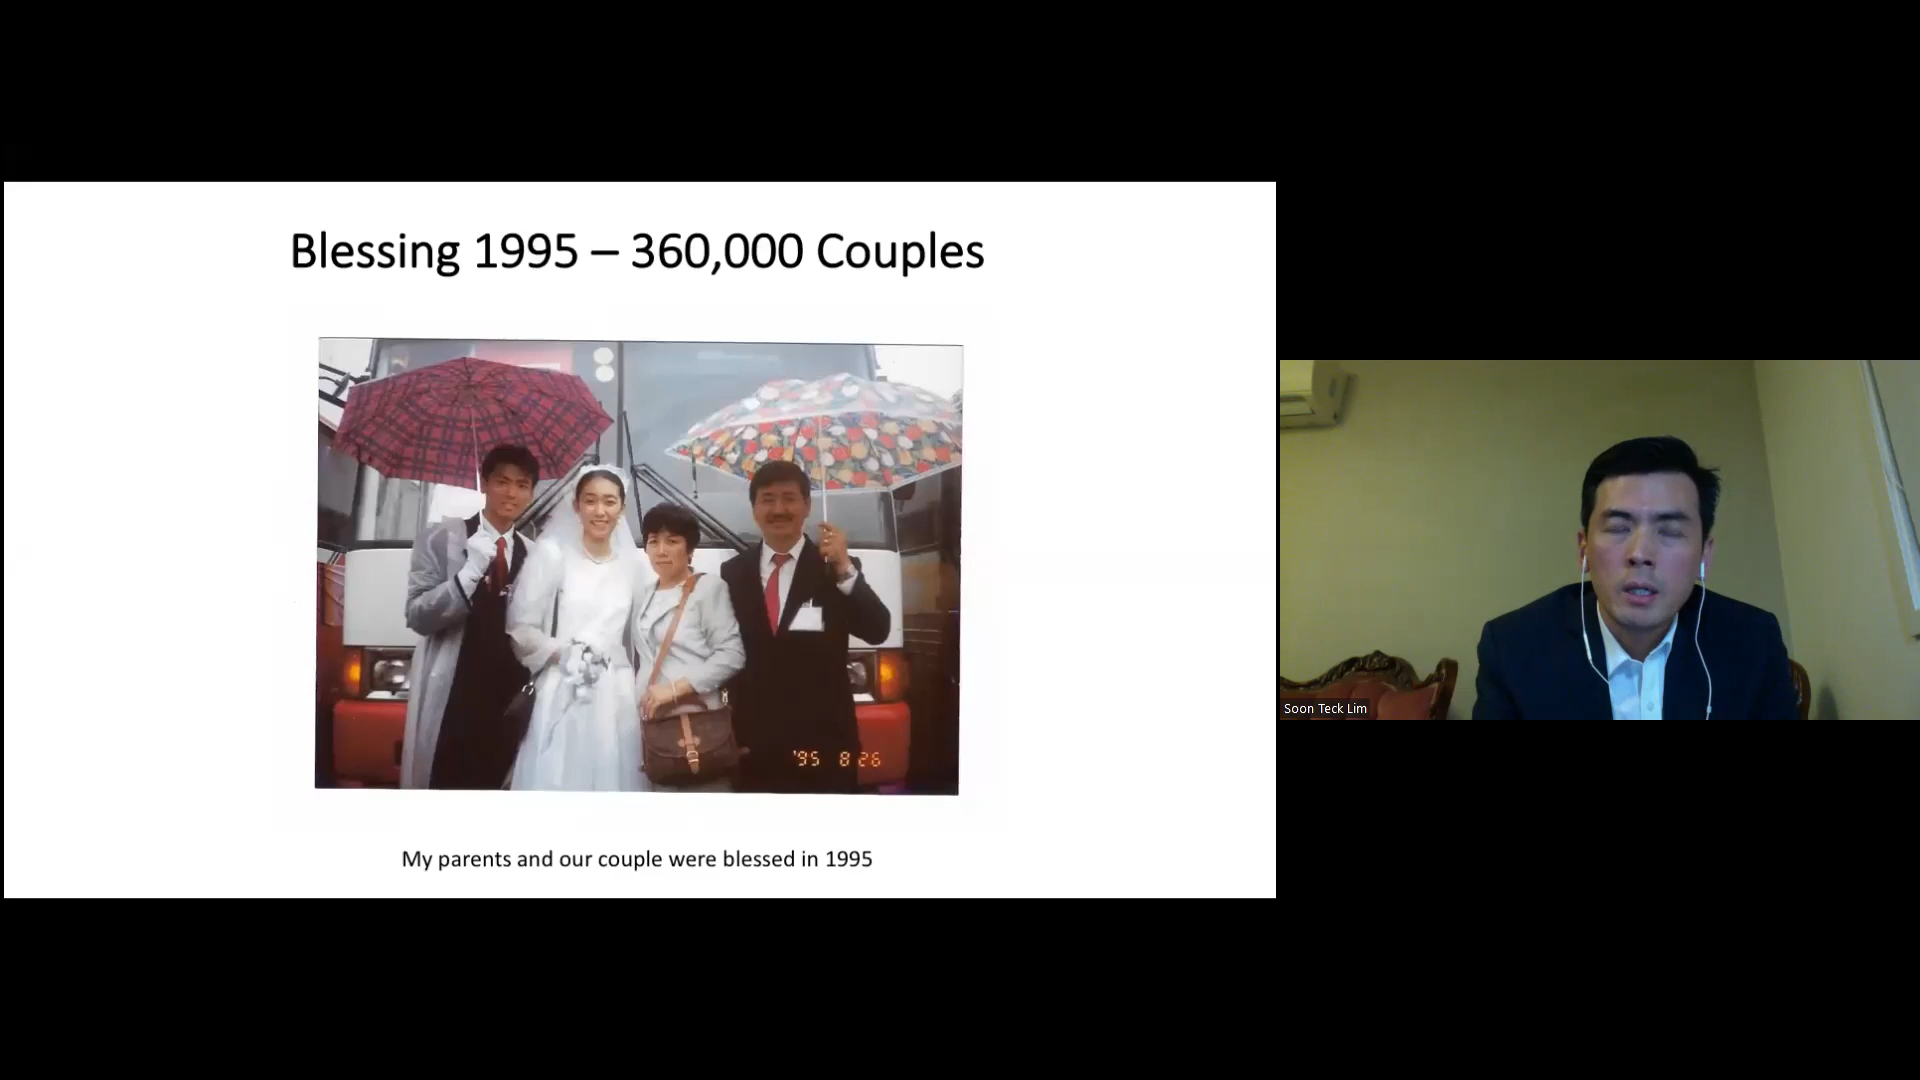 Blessing 1995 – 360,000 Couples
'95 8 26
My parents and our couple were blessed in 1995
Soon Teck Lim